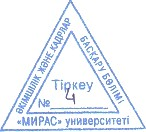 ӘКІМШІЛІК ЖӘНЕ КАДРЛАР
БАСҚАРУ БӨЛІМІ
Тіркеу
№ 4
«МИРАС» университеті